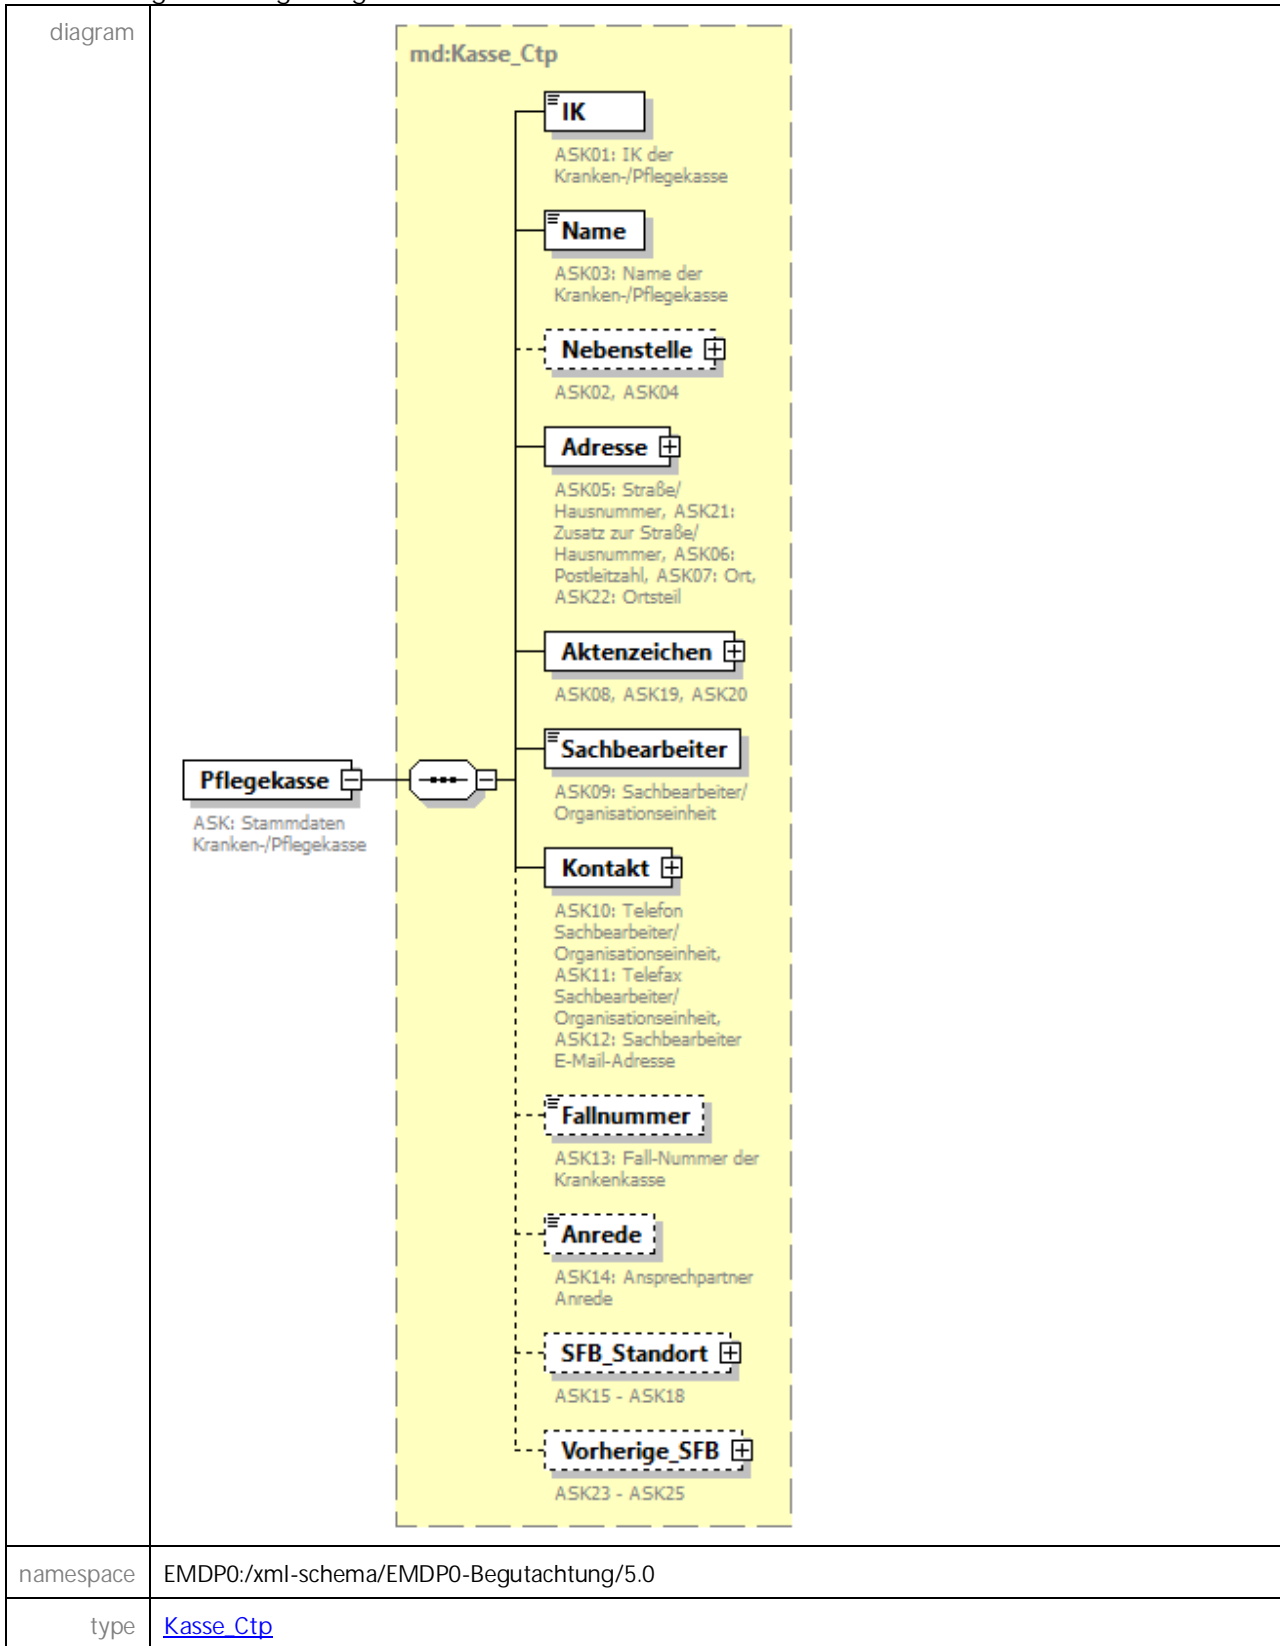 diagram
md:Kasse_Ctp
IK
ASK01: IK der
Kranken-/Pflegekasse
Name
ASK03: Name der
Kranken-/Pflegekasse
Nebenstelle
ASK02, ASK04
Adresse
ASK05: Straße/
Hausnummer, ASK21:
Zusatz zur Straße/
Hausnummer, ASK06:
Postleitzahl, ASK07: Ort,
ASK22: Ortsteil
Aktenzeichen
ASK08, ASK19, ASK20
Sachbearbeiter
ASK09: Sachbearbeiter/
Organisationseinheit
Pflegekasse
ASK: Stammdaten
Kranken-/Pflegekasse
Kontakt
ASK10: Telefon
Sachbearbeiter/
Organisationseinheit,
ASK11: Telefax
Sachbearbeiter/
Organisationseinheit,
ASK12: Sachbearbeiter
E-Mail-Adresse
Fallnummer
ASK13: Fall-Nummer der
Krankenkasse
Anrede
ASK14: Ansprechpartner
Anrede
SFB_Standort
ASK15 - ASK18
Vorherige_SFB
ASK23 - ASK25
namespace
EMDP0:/xml-schema/EMDP0-Begutachtung/5.0
type
Kasse_Ctp